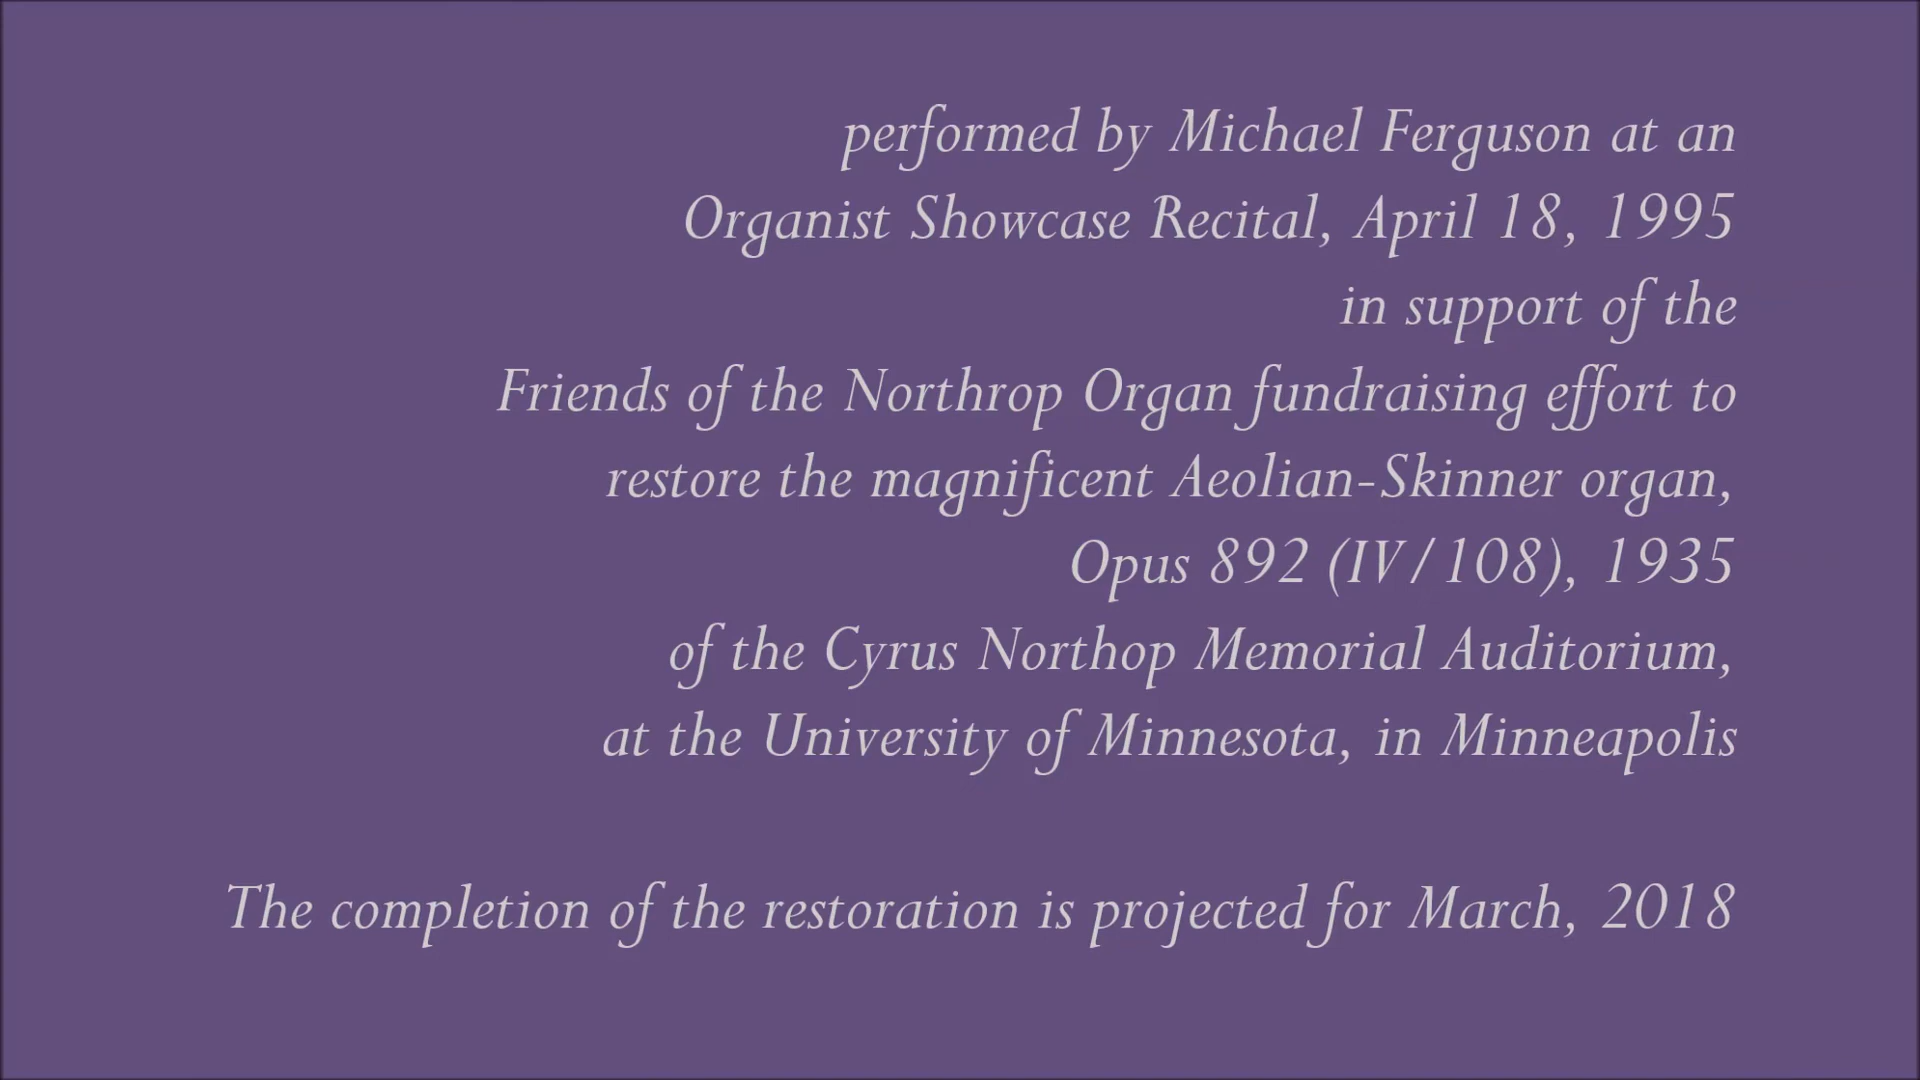 performed by Michael Ferguson at an
Organist Showcase Recital, April 18, 1995
in support of the
Friends of the Northrop Organ fundraising effort to
restore the magnificent Aeolian-Skinner organ,
Opus 892 (IV/108), 1935
of the Cyrus Northop Memorial Auditorium,
at the University of Minnesota, in Minneapolis
The completion of the restoration is projected for March, 2018